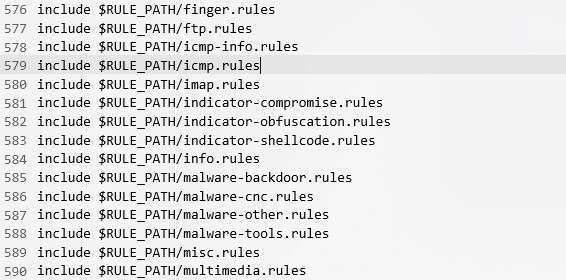 576 include $RULE_PATH/finger.rules
577 include $RULE_PATH/ftp.rules
578 include $RULE_PATH/icmp-info.rules
579 include $RULE_PATH/icmp.rules
580 include $RULE_PATH/imap.rules
581 include $RULE_PATH/indicator-compromise.rules
582 include $RULE_PATH/indicator-obfuscation.rules
583 include $RULE_PATH/indicator-shellcode.rules
584 include $RULE_PATH/info.rules
585 include $RULE_PATH/malware-backdoor.rules
586 include $RULE_PATH/malware-cnc.rules
587 include $RULE_PATH/malware-other.rules
588 include $RULE_PATH/malware-tools.rules
589 include $RULE_PATH/misc.rules
590 include $RULE_PATH/multimedia.rules